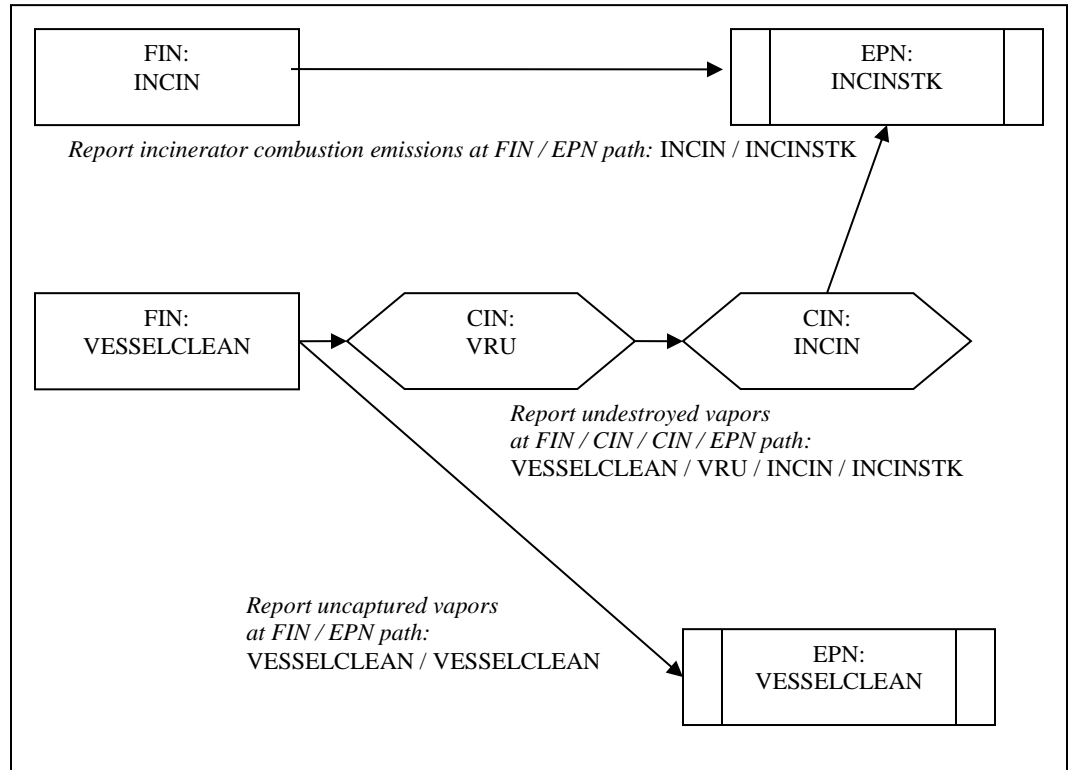 FIN:
INCIN
EPN:
INCINSTK
Report incinerator combustion emissions at FIN / EPN path: INCIN / INCINSTK
FIN:
VESSELCLEAN
CIN:
VRU
CIN:
INCIN
Report undestroyed vapors
at FIN / CIN / CIN / EPN path:
VESSELCLEAN / VRU / INCIN / INCINSTK
Report uncaptured vapors
at FIN / EPN path:
VESSELCLEAN / VESSELCLEAN
EPN:
VESSELCLEAN